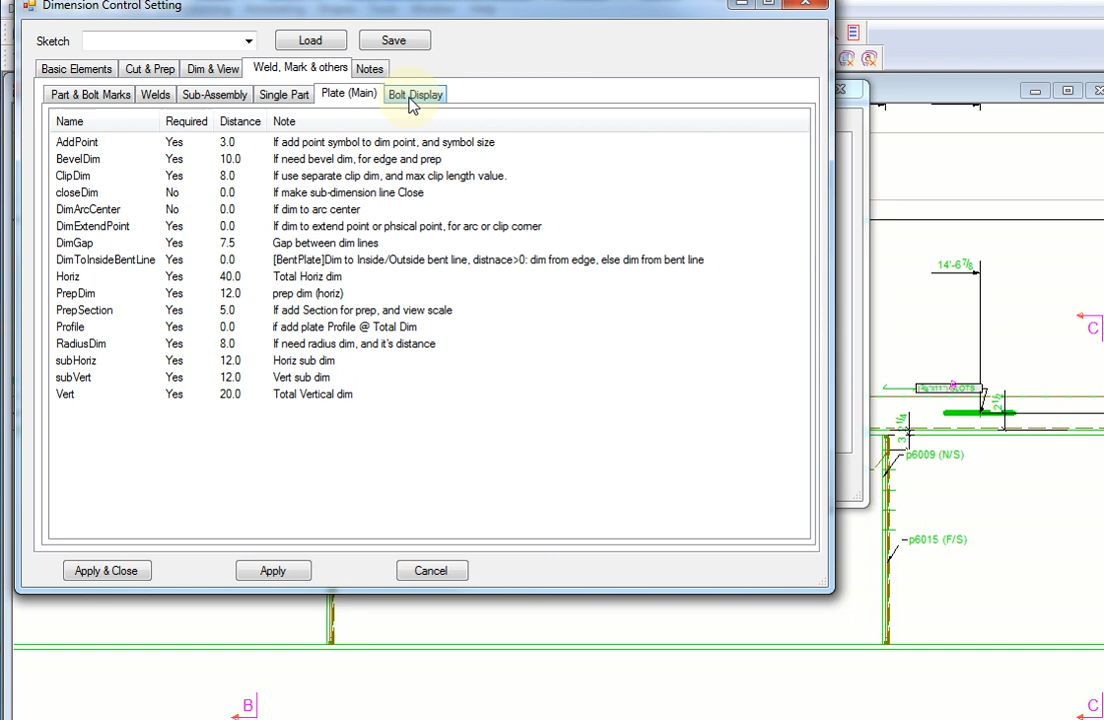 Dimension Control Setting
Sketch Load Save
Basic Elements Cut & Prep Dim & View Weld, Mark & others Notes
Part & Bolt Marks Welds Sub-Assembly Single Part Plate (Main) Bolt Display
Name Required Distance Note
AddPoint Yes 3.0 If add point symbol to dim point, and symbol size
BevelDim Yes 10.0 If need bevel dim, for edge and prep
ClipDim Yes 8.0 If use separate clip dim, and max clip length value.
closeDim No 0.0 If make sub-dimension line Close
DimArcCenter No 0.0 If dim to arc center
DimExtendPoint Yes 0.0 If dim to extend point or phsical point, for arc or clip corner
DimGap Yes 7.5 Gap between dim lines
DimToInsideBentLine Yes 0.0 [BentPlate]Dim to Inside/Outside bent line, distnace>0: dim from edge, else dim from bent line
Horiz Yes 40.0 Total Horiz dim
PrepDim Yes 12.0 prep dim (horiz)
PrepSection Yes 5.0 If add Section for prep, and view scale
Profile Yes 0.0 if add plate Profile @ Total Dim
RadiusDim Yes 8.0 If need radius dim, and it's distance
subHoriz Yes 12.0 Horiz sub dim
subVert Yes 12.0 Vert sub dim
Vert Yes 20.0 Total Vertical dim
Apply & Close Apply Cancel
14'-6 7/8
C
2 1/2
p6009 (N/S)
p6015 (F/S)
B
C